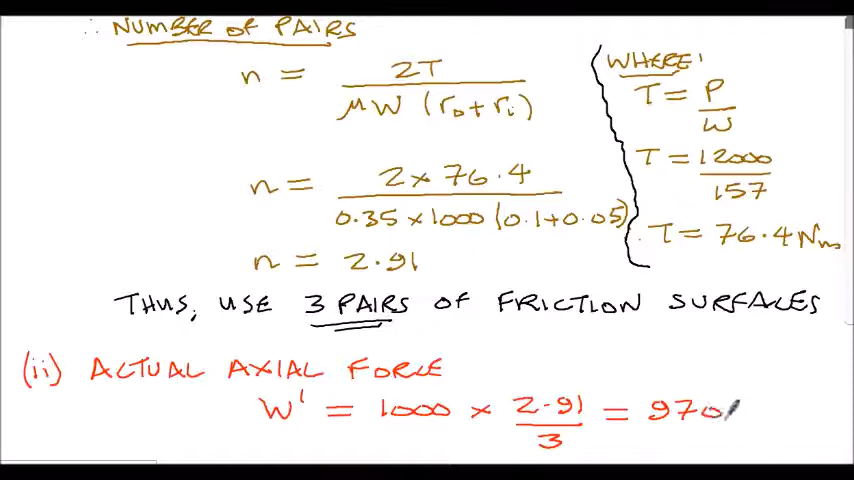 ∴ NUMBER OF PAIRS
n = 2T / μW (ro + ri)
n = 2 × 76.4 / 0.35 × 1000 (0.1 + 0.05)
n = 2.91
WHERE:
T = P / ω
T = 12000 / 157
T = 76.4 Nm
THUS, USE 3 PAIRS OF FRICTION SURFACES
(ii) ACTUAL AXIAL FORCE
W' = 1000 × 2.91 / 3 = 970